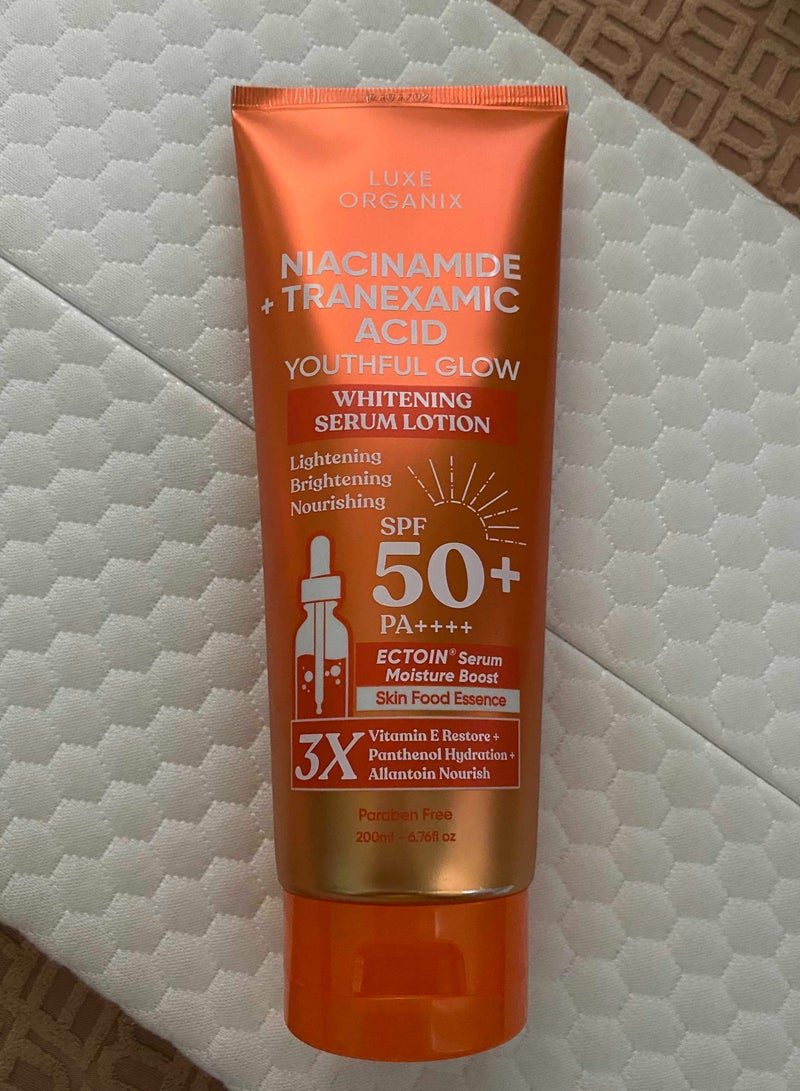 LUXE
ORGANIX
NIACINAMIDE
+ TRANEXAMIC
ACID
YOUTHFUL GLOW
WHITENING
SERUM LOTION
Lightening
Brightening
Nourishing
SPF
50+
PA++++
ECTOIN® Serum
Moisture Boost
Skin Food Essence
3X
Vitamin E Restore +
Panthenol Hydration +
Allantoin Nourish
Paraben Free
200ml - 6.76fl oz